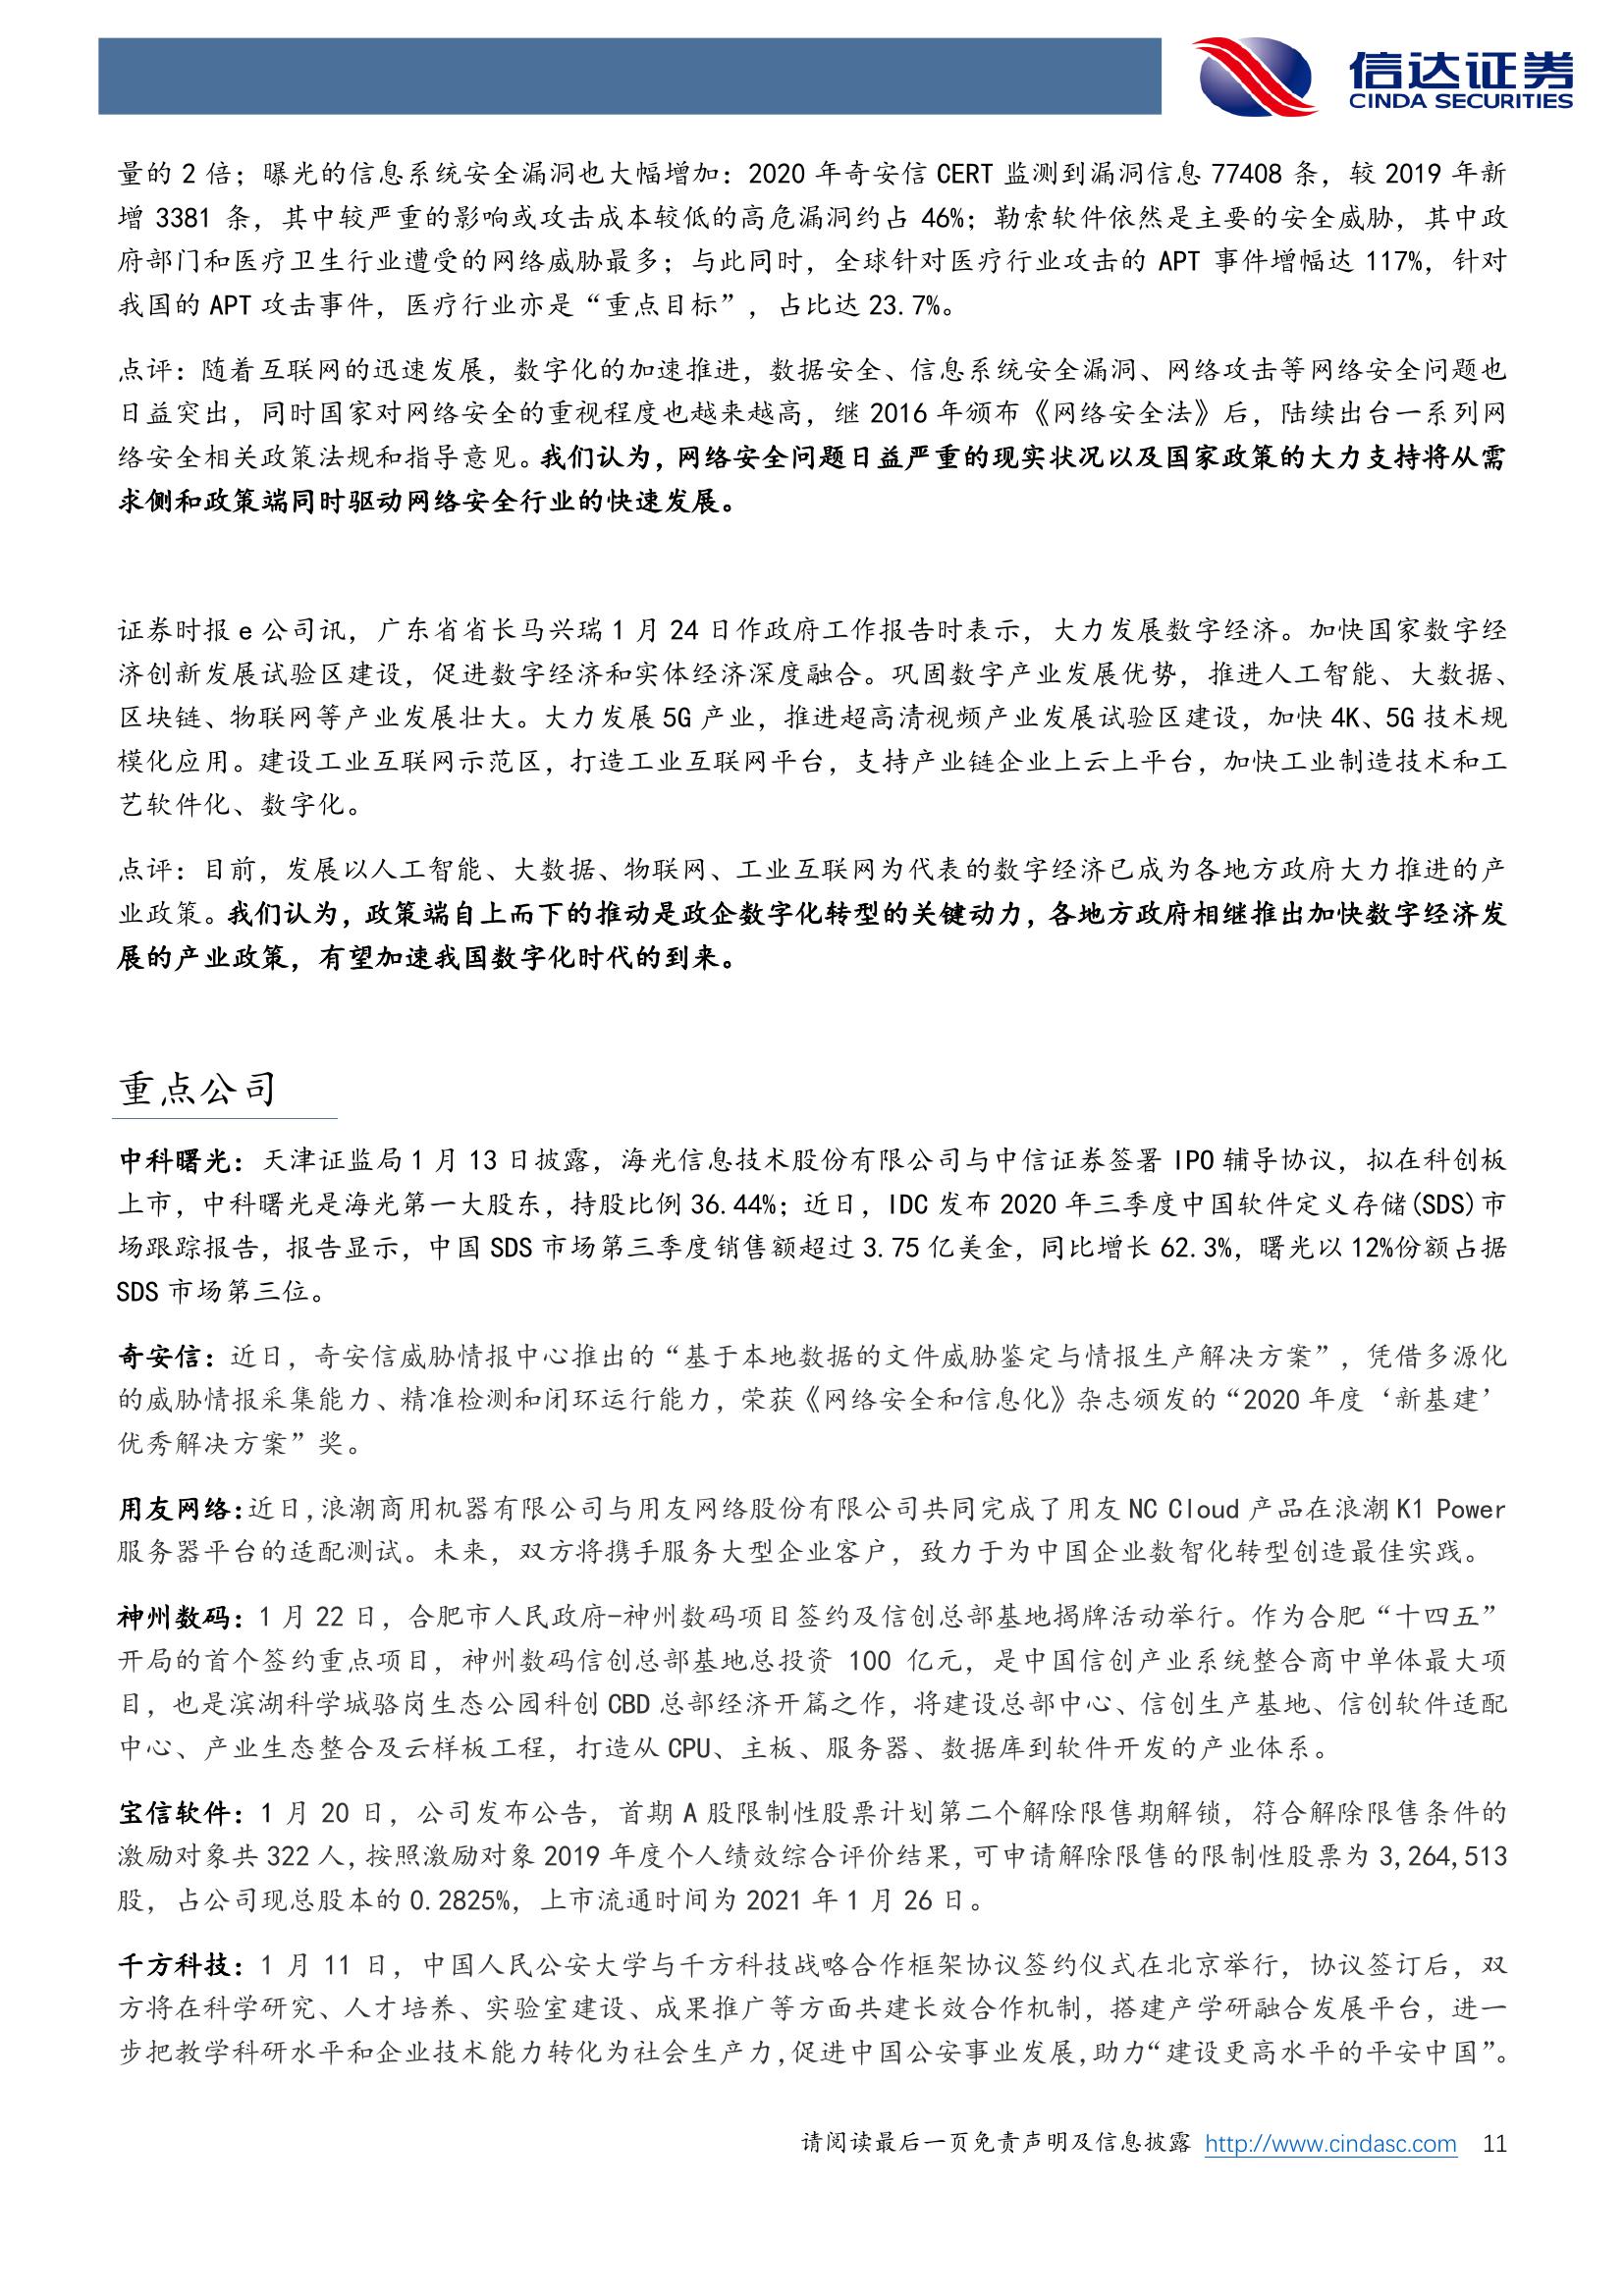 信达证券
CINDA SECURITIES
量的 2 倍；曝光的信息系统安全漏洞也大幅增加：2020 年奇安信 CERT 监测到漏洞信息 77408 条，较 2019 年新
增 3381 条，其中较严重的影响或攻击成本较低的高危漏洞约占 46%；勒索软件依然是主要的安全威胁，其中政
府部门和医疗卫生行业遭受的网络威胁最多；与此同时，全球针对医疗行业攻击的 APT 事件增幅达 117%，针对
我国的 APT 攻击事件，医疗行业亦是“重点目标”，占比达 23.7%。
点评：随着互联网的迅速发展，数字化的加速推进，数据安全、信息系统安全漏洞、网络攻击等网络安全问题也
日益突出，同时国家对网络安全的重视程度也越来越高，继 2016 年颁布《网络安全法》后，陆续出台一系列网
络安全相关政策法规和指导意见。我们认为，网络安全问题日益严重的现实状况以及国家政策的大力支持将从需
求侧和政策端同时驱动网络安全行业的快速发展。
证券时报 e 公司讯，广东省省长马兴瑞 1 月 24 日作政府工作报告时表示，大力发展数字经济。加快国家数字经
济创新发展试验区建设，促进数字经济和实体经济深度融合。巩固数字产业发展优势，推进人工智能、大数据、
区块链、物联网等产业发展壮大。大力发展 5G 产业，推进超高清视频产业发展试验区建设，加快 4K、5G 技术规
模化应用。建设工业互联网示范区，打造工业互联网平台，支持产业链企业上云上平台，加快工业制造技术和工
艺软件化、数字化。
点评：目前，发展以人工智能、大数据、物联网、工业互联网为代表的数字经济已成为各地方政府大力推进的产
业政策。我们认为，政策端自上而下的推动是政企数字化转型的关键动力，各地方政府相继推出加快数字经济发
展的产业政策，有望加速我国数字化时代的到来。
重点公司
中科曙光：天津证监局 1 月 13 日披露，海光信息技术股份有限公司与中信证券签署 IPO 辅导协议，拟在科创板
上市，中科曙光是海光第一大股东，持股比例 36.44%；近日，IDC 发布 2020 年三季度中国软件定义存储(SDS)市
场跟踪报告，报告显示，中国 SDS 市场第三季度销售额超过 3.75 亿美金，同比增长 62.3%，曙光以 12%份额占据
SDS 市场第三位。
奇安信：近日，奇安信威胁情报中心推出的“基于本地数据的文件威胁鉴定与情报生产解决方案”，凭借多源化
的威胁情报采集能力、精准检测和闭环运行能力，荣获《网络安全和信息化》杂志颁发的“2020 年度‘新基建’
优秀解决方案”奖。
用友网络：近日，浪潮商用机器有限公司与用友网络股份有限公司共同完成了用友 NC Cloud 产品在浪潮 K1 Power
服务器平台的适配测试。未来，双方将携手服务大型企业客户，致力于为中国企业数智化转型创造最佳实践。
神州数码：1 月 22 日，合肥市人民政府-神州数码项目签约及信创总部基地揭牌活动举行。作为合肥“十四五”
开局的首个签约重点项目，神州数码信创总部基地总投资 100 亿元，是中国信创产业系统整合商中单体最大项
目，也是滨湖科学城骆岗生态公园科创 CBD 总部经济开篇之作，将建设总部中心、信创生产基地、信创软件适配
中心、产业生态整合及云样板工程，打造从 CPU、主板、服务器、数据库到软件开发的产业体系。
宝信软件：1 月 20 日，公司发布公告，首期 A 股限制性股票计划第二个解除限售期解锁，符合解除限售条件的
激励对象共 322 人，按照激励对象 2019 年度个人绩效综合评价结果，可申请解除限售的限制性股票为 3,264,513
股，占公司现总股本的 0.2825%，上市流通时间为 2021 年 1 月 26 日。
千方科技：1 月 11 日，中国人民公安大学与千方科技战略合作框架协议签约仪式在北京举行，协议签订后，双
方将在科学研究、人才培养、实验室建设、成果推广等方面共建长效合作机制，搭建产学研融合发展平台，进一
步把教学科研水平和企业技术能力转化为社会生产力，促进中国公安事业发展，助力“建设更高水平的平安中国”。
请阅读最后一页免责声明及信息披露 http://www.cindasc.com 11